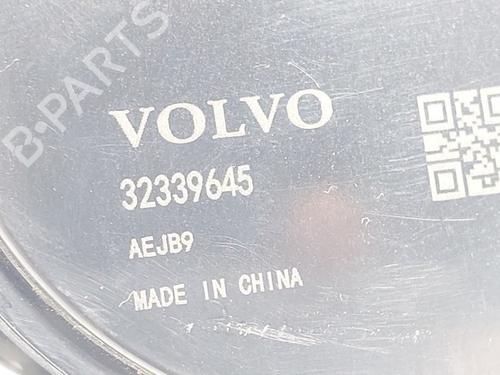 B-PARTS
VOLVO
32339645
AEJB9
MADE IN CHINA